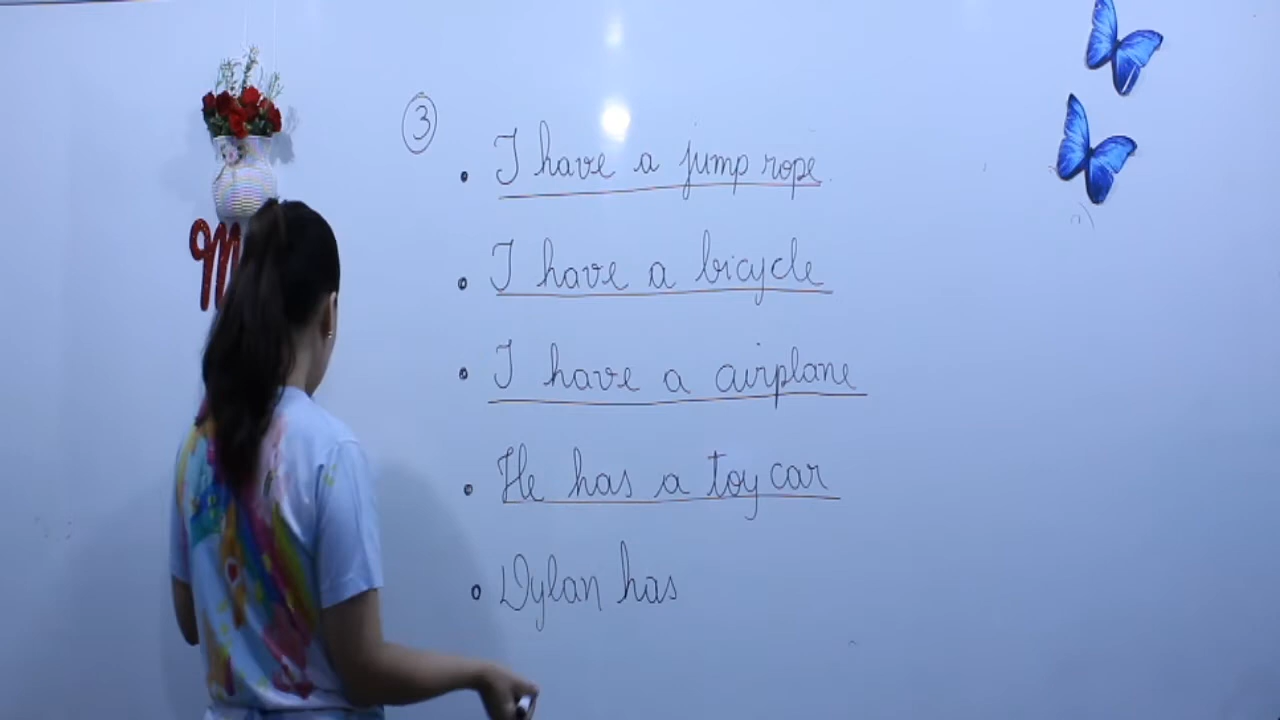 3
I have a jump rope
I have a bicycle
I have a airplane
He has a toy car
Dylan has